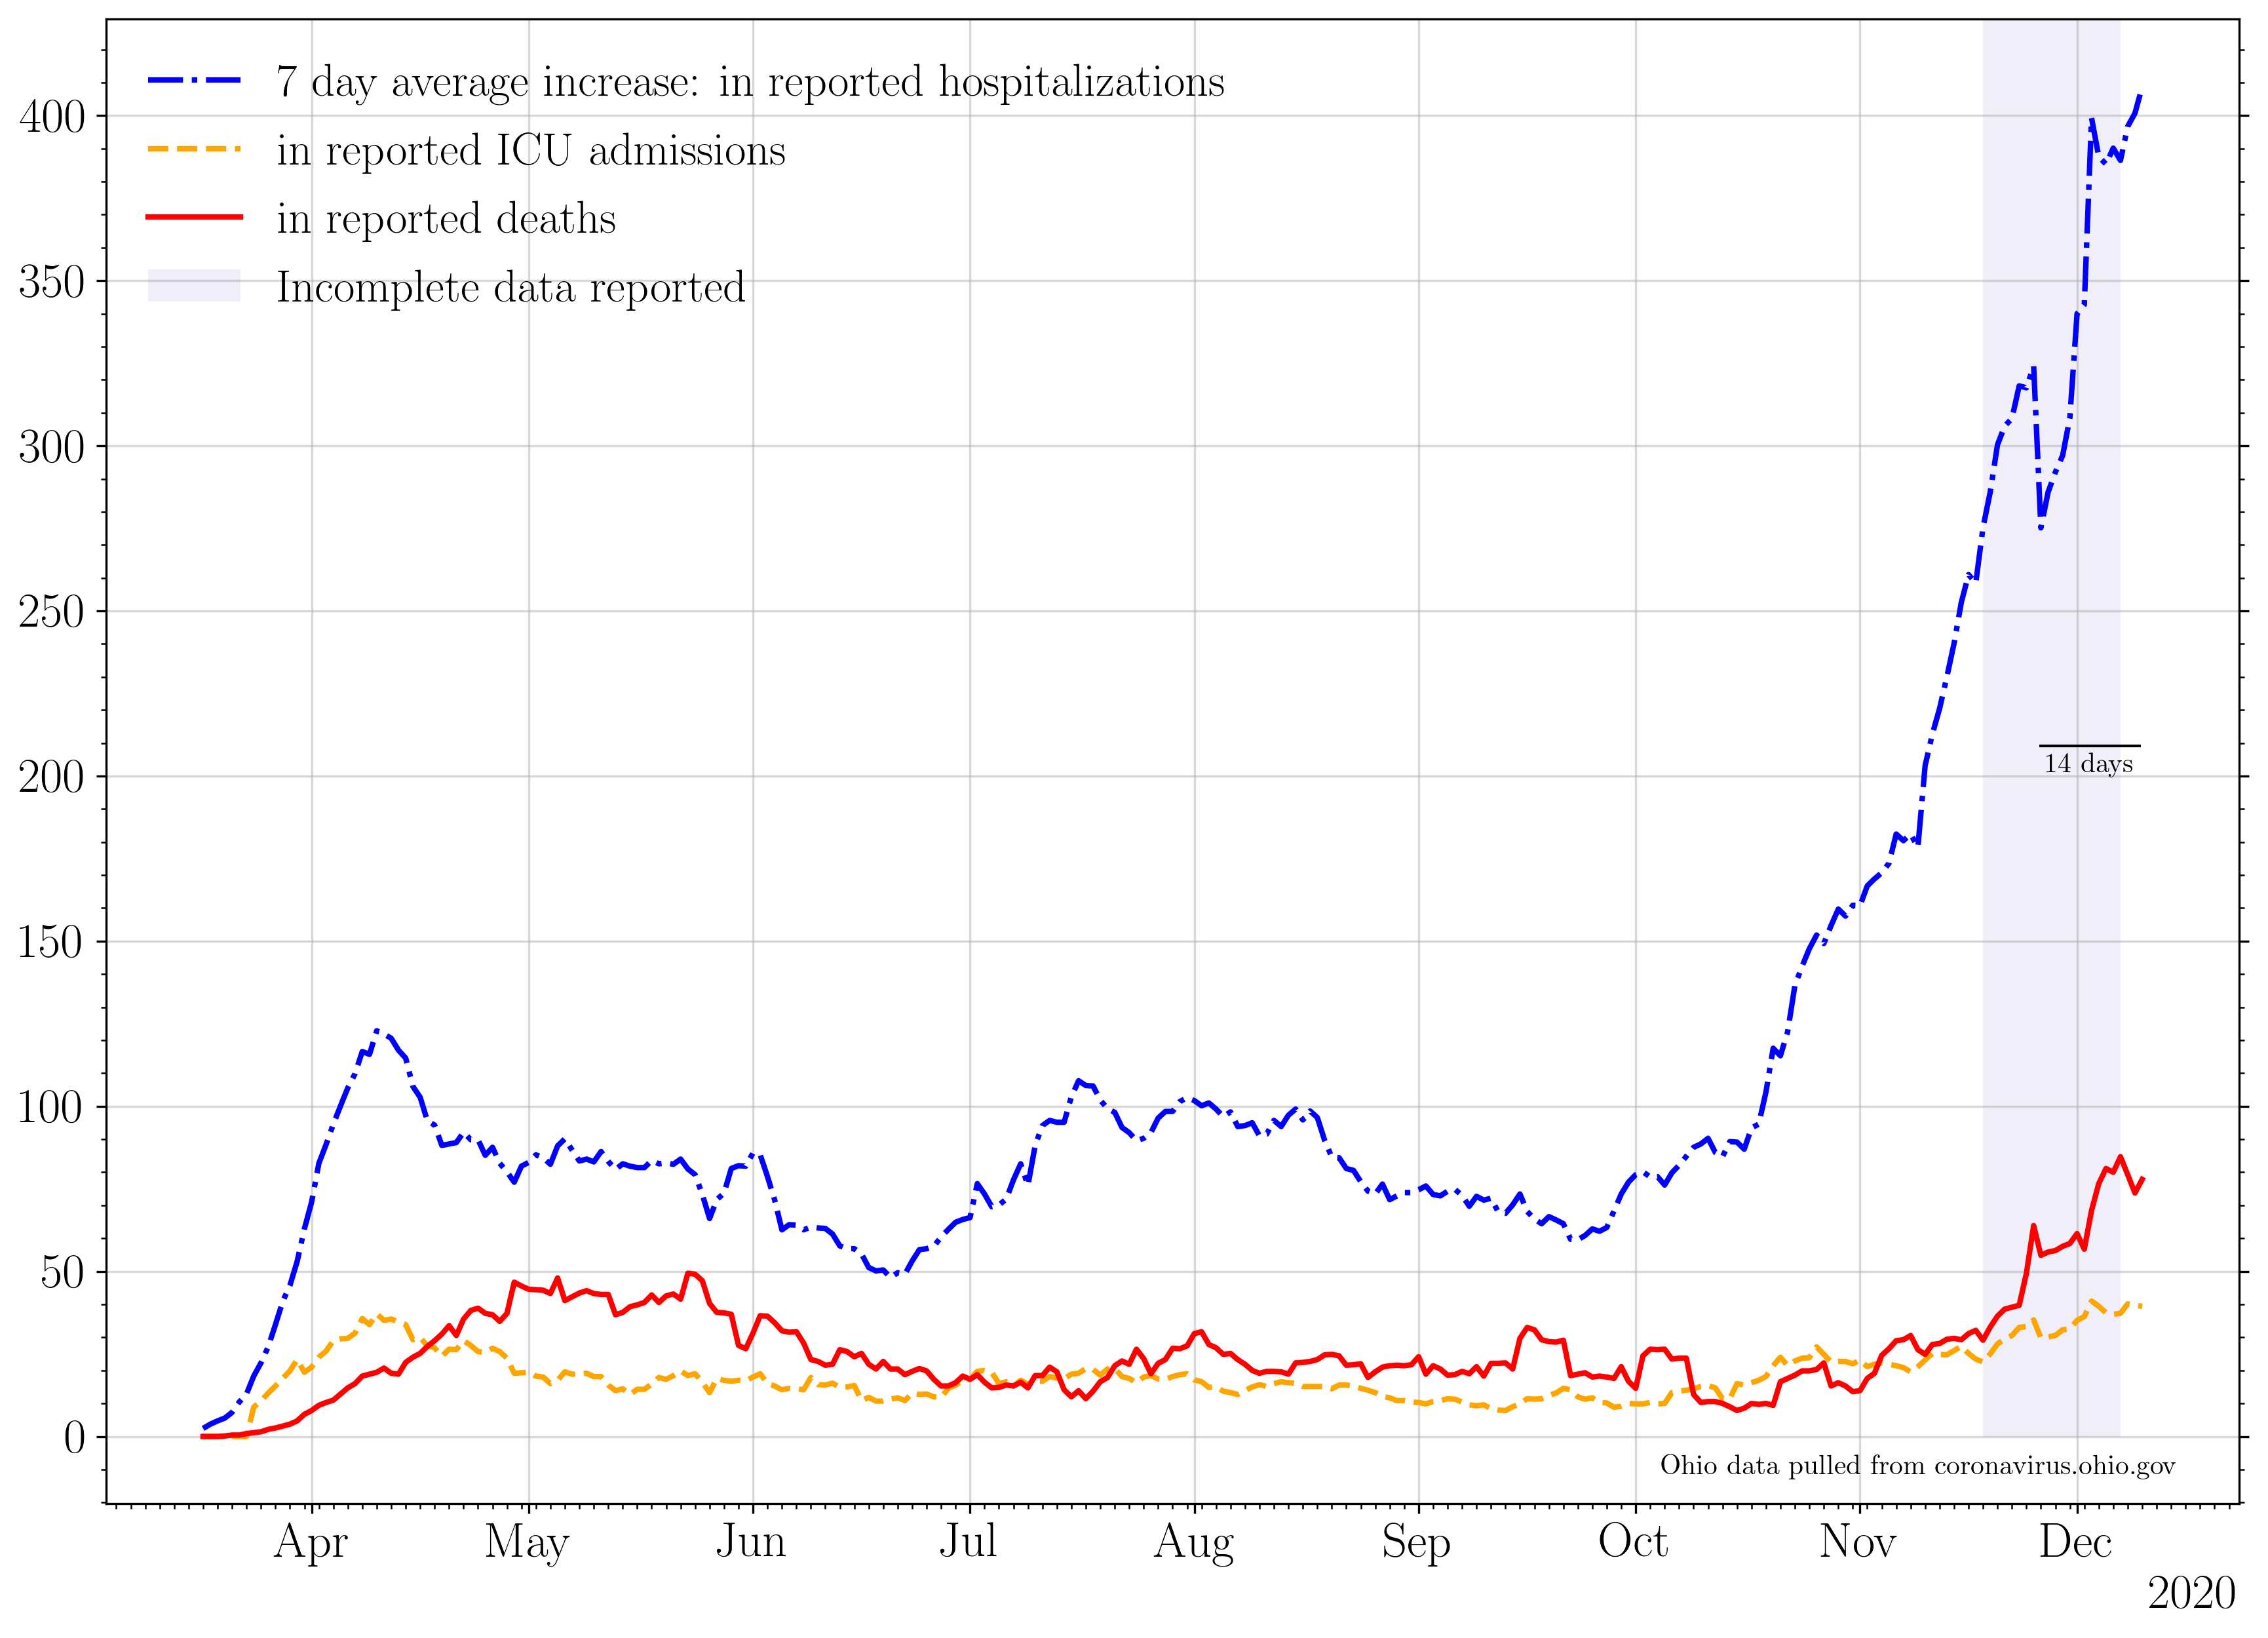 7 day average increase: in reported hospitalizations
in reported ICU admissions
in reported deaths
Incomplete data reported
400
350
300
250
200
150
100
50
0
14 days
Ohio data pulled from coronavirus.ohio.gov
Apr May Jun Jul Aug Sep Oct Nov Dec
2020